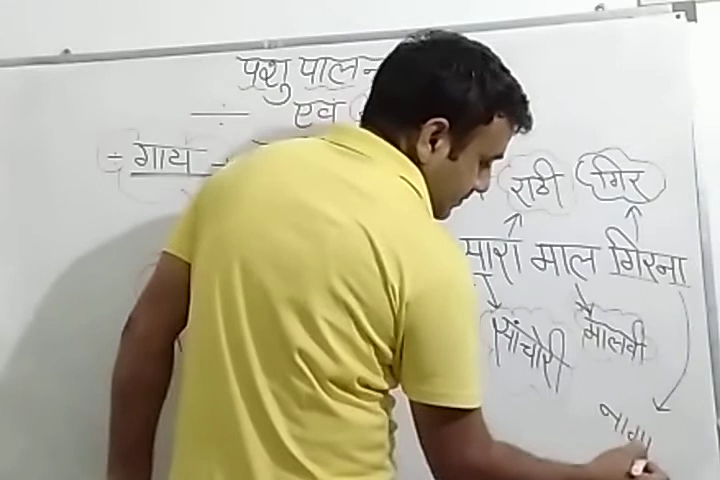 पशु पालन
एवं
गाय
राठी गिर
मारा माल गिरना
सांचोरी मालवी
नागा